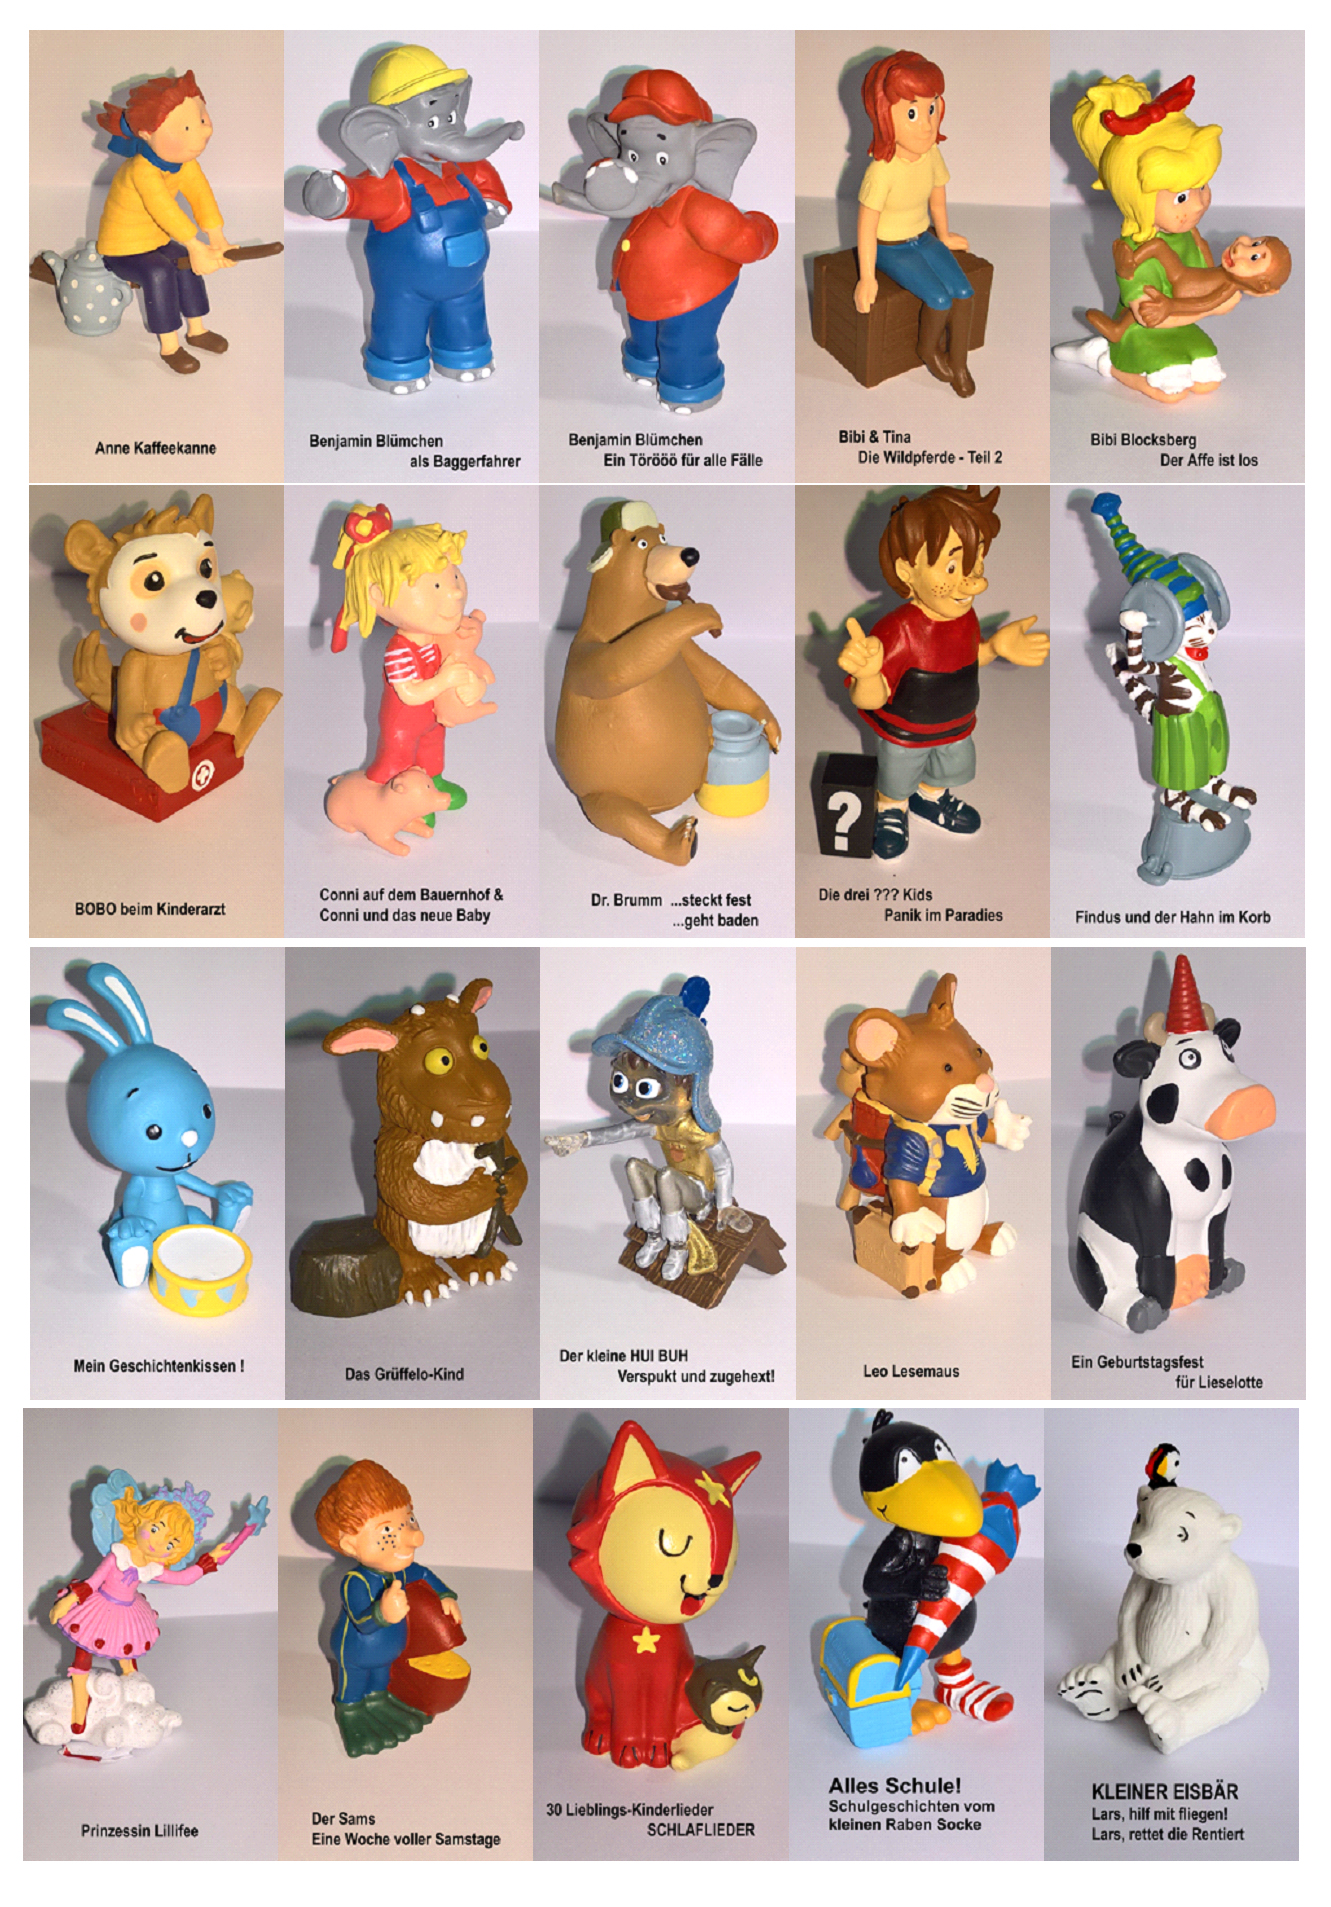 Anne Kaffeekanne
Benjamin Blümchen
als Baggerfahrer
Benjamin Blümchen
Ein Törööö für alle Fälle
Bibi & Tina
Die Wildpferde - Teil 2
Bibi Blocksberg
Der Affe ist los
BOBO beim Kinderarzt
Conni auf dem Bauernhof &
Conni und das neue Baby
Dr. Brumm ...steckt fest
...geht baden
?
Die drei ??? Kids
Panik im Paradies
Findus und der Hahn im Korb
Mein Geschichtenkissen !
Das Grüffelo-Kind
Der kleine HUI BUH
Verspukt und zugehext!
Leo Lesemaus
Ein Geburtstagsfest
für Lieselotte
Prinzessin Lillifee
Der Sams
Eine Woche voller Samstage
30 Lieblings-Kinderlieder
SCHLAFLIEDER
Alles Schule!
Schulgeschichten vom
kleinen Raben Socke
KLEINER EISBÄR
Lars, hilf mit fliegen!
Lars, rettet die Rentiert